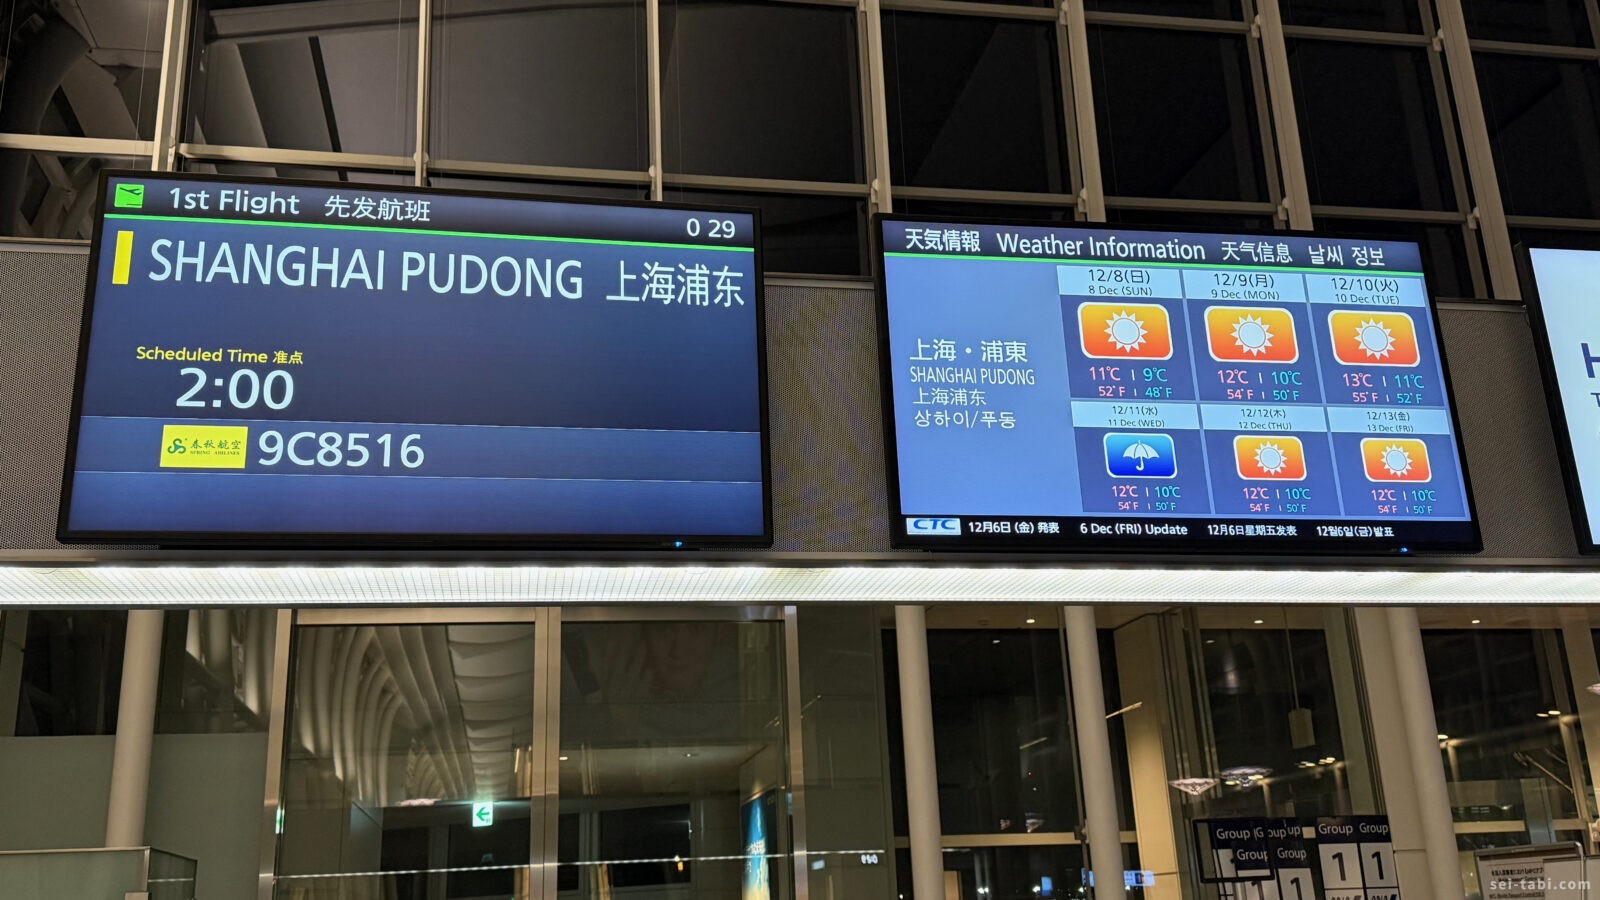 1st Flight 先发航班
0 29
SHANGHAI PUDONG 上海浦东
Scheduled Time 准点
2:00
春秋航空
SPRING AIRLINES
9C8516
天気情報 Weather Information 天气信息 날씨 정보
上海・浦東
SHANGHAI PUDONG
上海浦东
상하이/푸동
12/8(日) 12/9(月) 12/10(火)
8 Dec (SUN) 9 Dec (MON) 10 Dec (TUE)
11℃ | 9℃ 12℃ | 10℃ 13℃ | 11℃
52°F | 48°F 54°F | 50°F 55°F | 52°F
12/11(水) 12/12(木) 12/13(金)
11 Dec (WED) 12 Dec (THU) 13 Dec (FRI)
12℃ | 10℃ 12℃ | 10℃ 12℃ | 10℃
54°F | 50°F 54°F | 50°F 54°F | 50°F
CTC 12月6日 (金) 発表 6 Dec (FRI) Update 12月6日星期五发表 12월6일(금)발표
H
Group Group Group Group
Group Group
1 1
1
sei-tabi.com